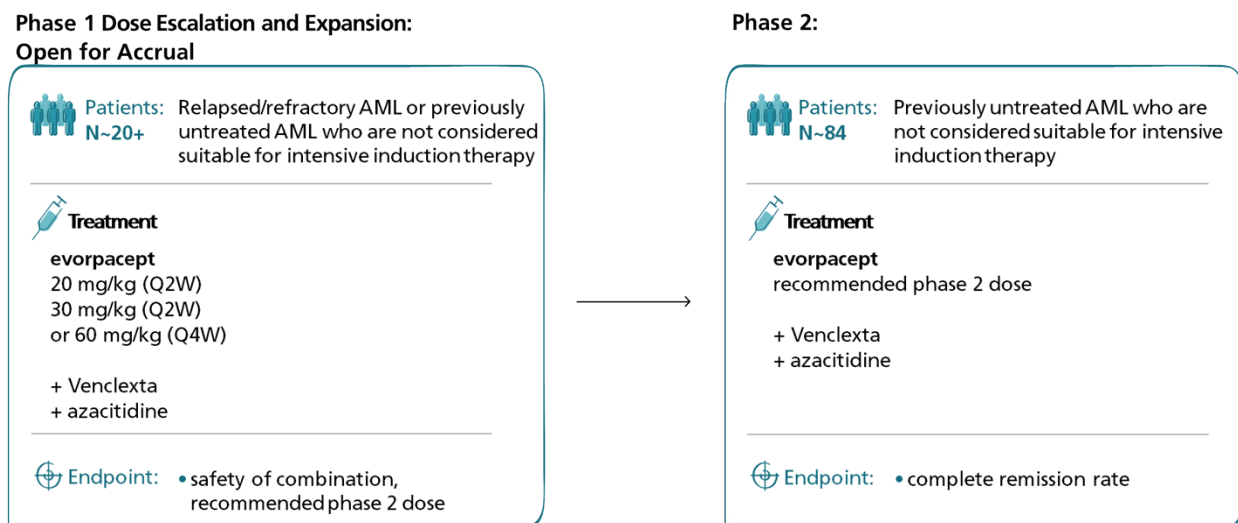 Phase 1 Dose Escalation and Expansion:
Open for Accrual
Patients:
N~20+
Relapsed/refractory AML or previously
untreated AML who are not considered
suitable for intensive induction therapy
Treatment
evorpacept
20 mg/kg (Q2W)
30 mg/kg (Q2W)
or 60 mg/kg (Q4W)
+ Venclexta
+ azacitidine
Endpoint:
• safety of combination,
recommended phase 2 dose
Phase 2:
Patients:
N~84
Previously untreated AML who are
not considered suitable for intensive
induction therapy
Treatment
evorpacept
recommended phase 2 dose
+ Venclexta
+ azacitidine
Endpoint:
• complete remission rate